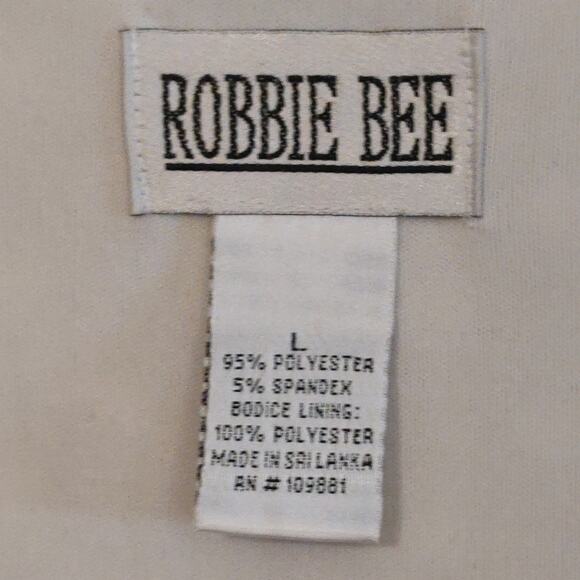 ROBBIE BEE
L
95% POLYESTER
5% SPANDEX
BODICE LINING:
100% POLYESTER
MADE IN SRI LANKA
RN # 109881